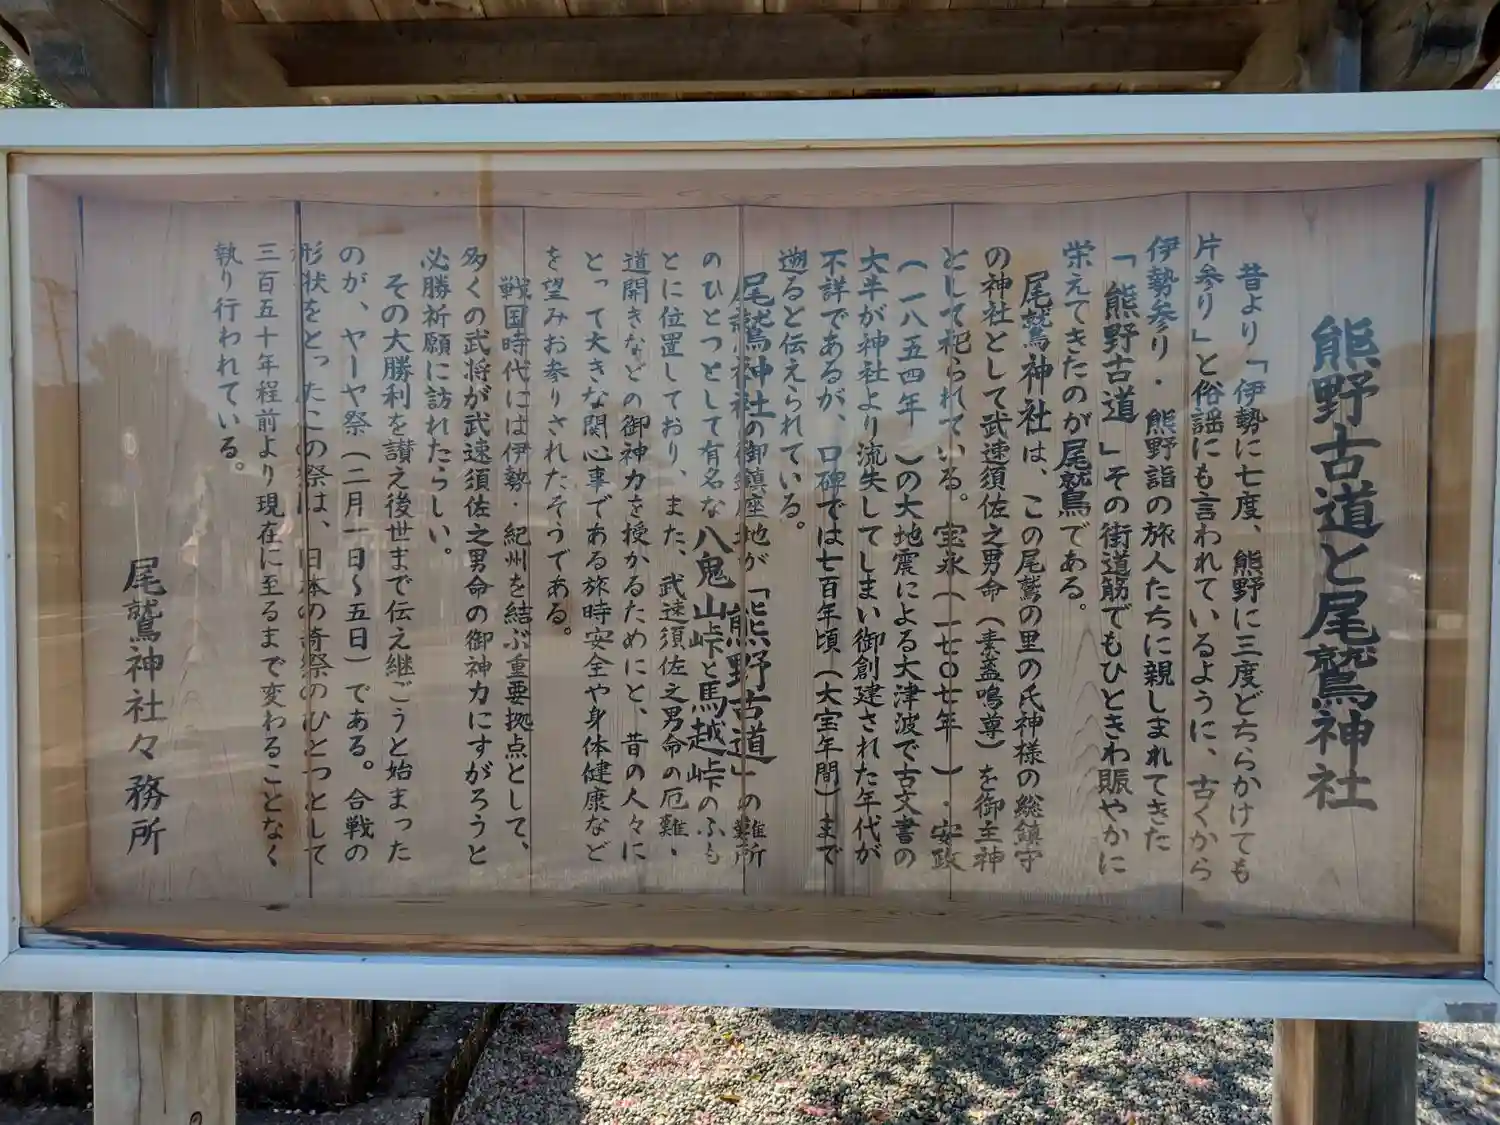 熊野古道と尾鷲神社
昔より「伊勢に七度、熊野に三度どちらかけても
片参り」と俗謡にも言われているように、古くから
伊勢参り・熊野詣の旅人たちに親しまれてきた
「熊野古道」その街道筋でもひときわ賑やかに
栄えてきたのが尾鷲である。
尾鷲神社は、この尾鷲の里の氏神様の総鎮守
の神社として武速須佐之男命(素盞鳴尊)を御主神
として祀られている。宝永(一七〇七年)・安政
(一八五四年)の大地震による大津波で古文書の
大半が神社より流失してしまい御創建された年代が
不詳であるが、口碑では七百年頃(大宝年間)まで
遡ると伝えられている。
尾鷲神社の御鎮座地が「熊野古道」の難所
のひとつとして有名な八鬼山峠と馬越峠のふも
とに位置しており、また、武速須佐之男命の厄難、
道開きなどの御神力を授かるためにと、昔の人々に
とって大きな関心事である旅時安全や身体健康など
を望みお参りされたそうである。
戦国時代には伊勢・紀州を結ぶ重要拠点として、
多くの武将が武速須佐之男命の御神力にすがろうと
必勝祈願に訪れたらしい。
その大勝利を讃え後世まで伝え継ごうと始まった
のが、ヤーヤ祭(二月一日〜五日)である。合戦の
形状をとったこの祭は、日本の奇祭のひとつとして
三百五十年程前より現在に至るまで変わることなく
執り行われている。
尾鷲神社々務所